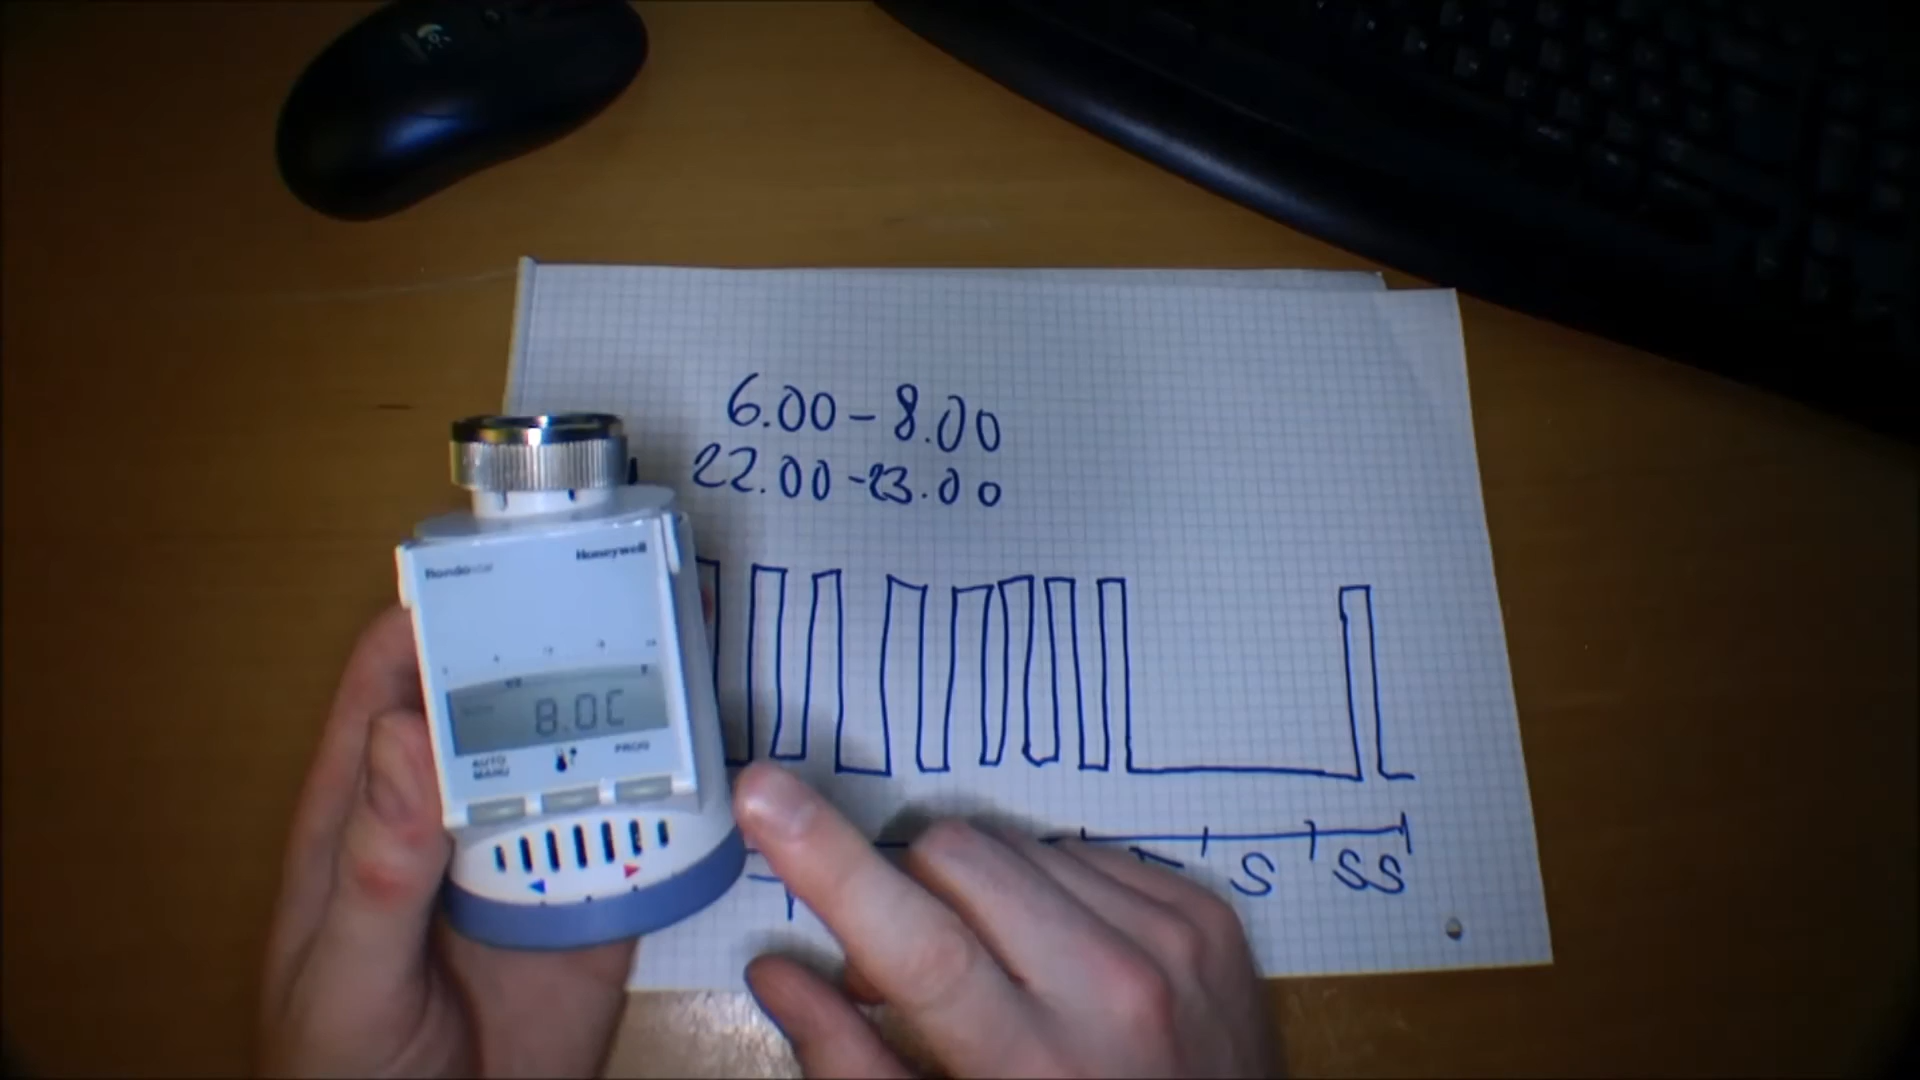 6.00-8.00
22.00-23.00
Honeywell
Rondostat
8.0C
AUTO
MANU
PROG
S
SS